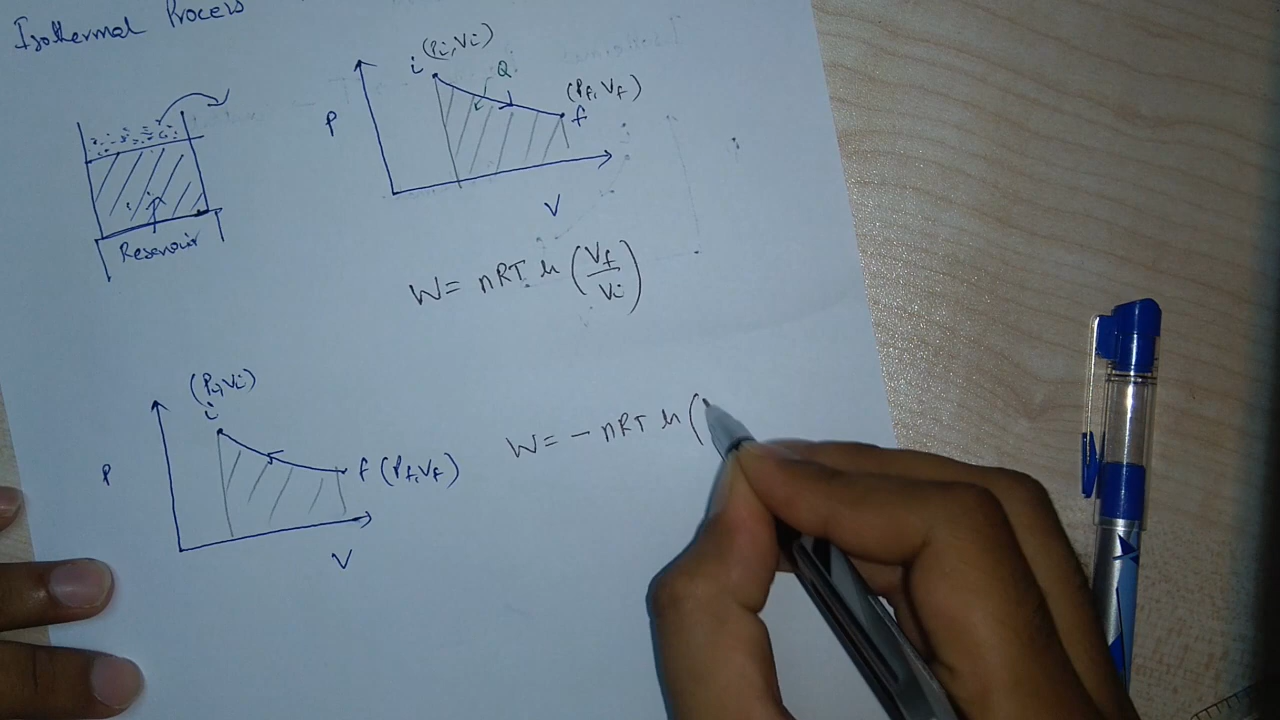 Isothermal Process
(Pi, Vi)
i
Q
(Pf, Vf)
f
P
V
Reservoir
W = nRT ln (Vf/Vi)
(Pi, Vi)
i
P
f (Pf, Vf)
V
W = - nRT ln (